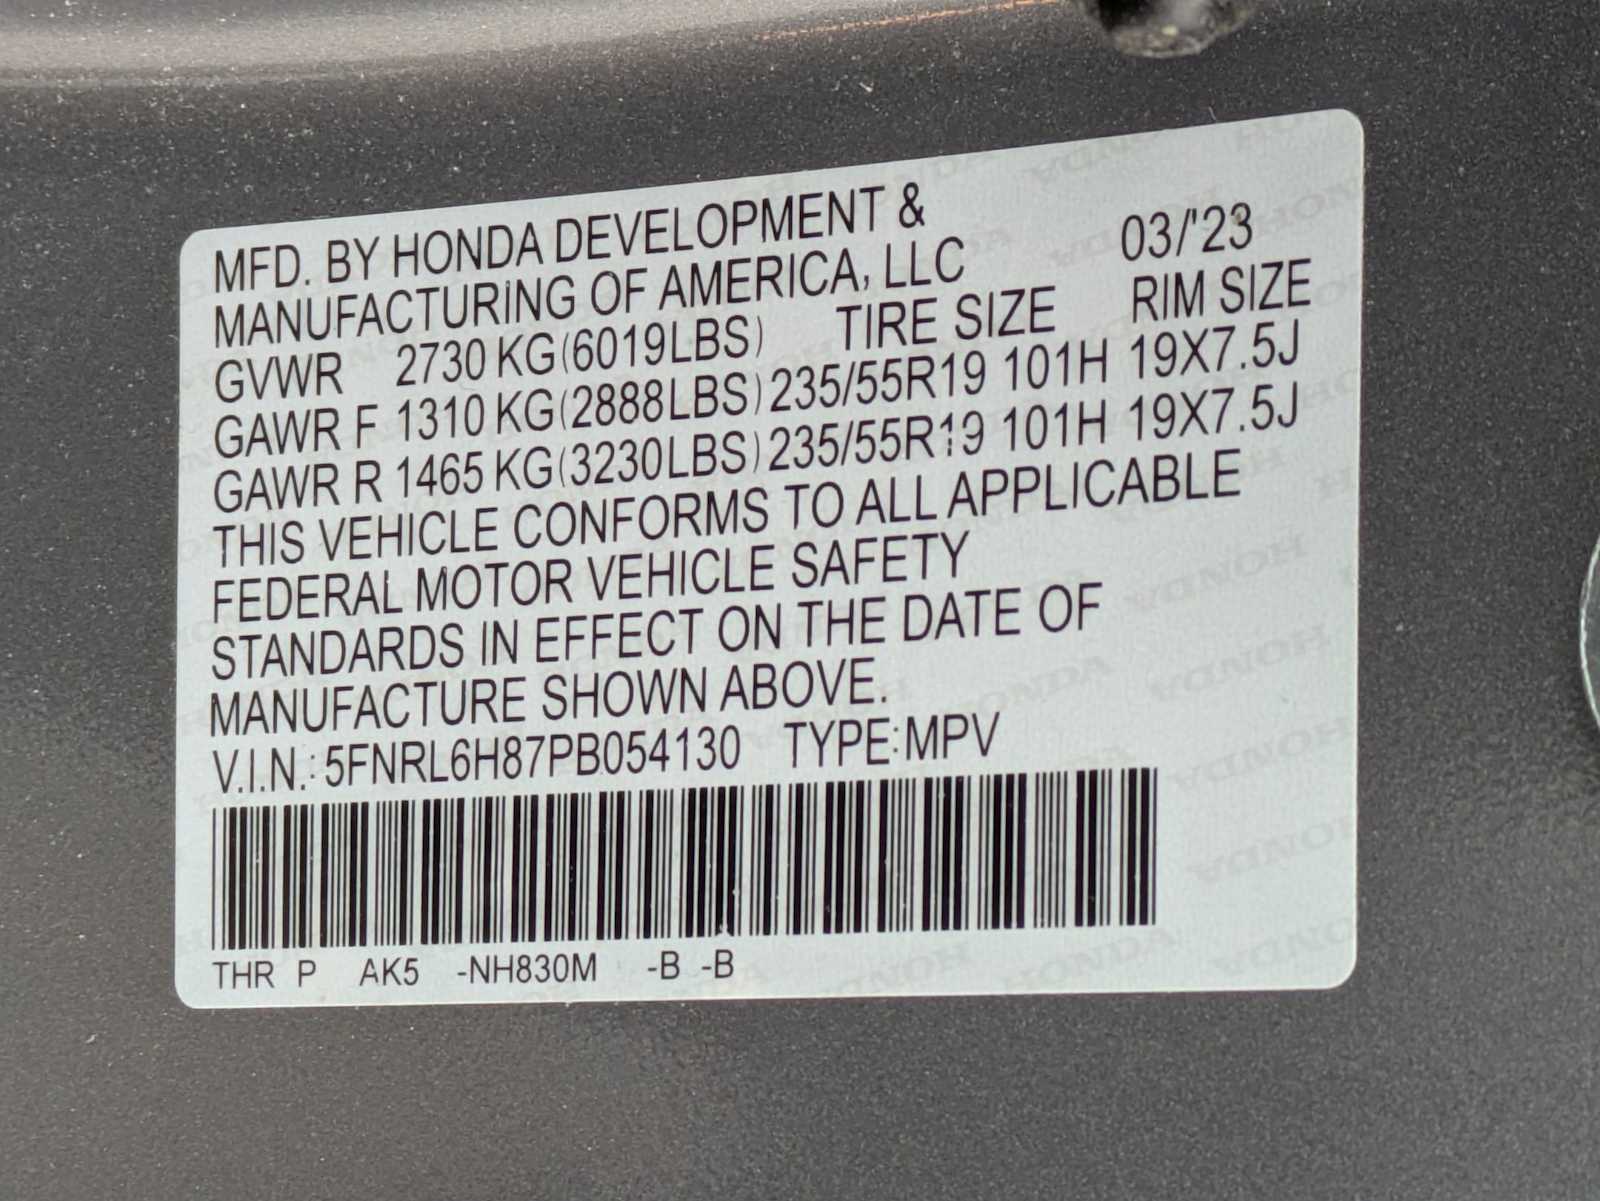 MFD. BY HONDA DEVELOPMENT &
MANUFACTURING OF AMERICA, LLC 03/'23
GVWR 2730 KG(6019LBS) TIRE SIZE RIM SIZE
GAWR F 1310 KG(2888LBS) 235/55R19 101H 19X7.5J
GAWR R 1465 KG(3230LBS) 235/55R19 101H 19X7.5J
THIS VEHICLE CONFORMS TO ALL APPLICABLE
FEDERAL MOTOR VEHICLE SAFETY
STANDARDS IN EFFECT ON THE DATE OF
MANUFACTURE SHOWN ABOVE.
V.I.N.: 5FNRL6H87PB054130 TYPE:MPV
THR P AK5 -NH830M -B -B